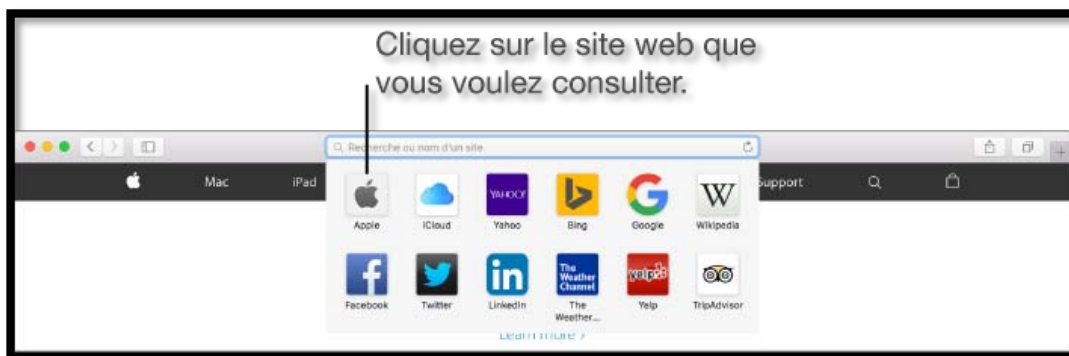 Cliquez sur le site web que
vous voulez consulter.
Recherche ou nom d'un site
Mac
iPad
Support
YAHOO!
W
Apple
iCloud
Yahoo
Bing
Google
Wikipedia
f
in
The
Weather
Channel
yelp
Facebook
Twitter
LinkedIn
The
Weather...
Yelp
TripAdvisor
Learn more >